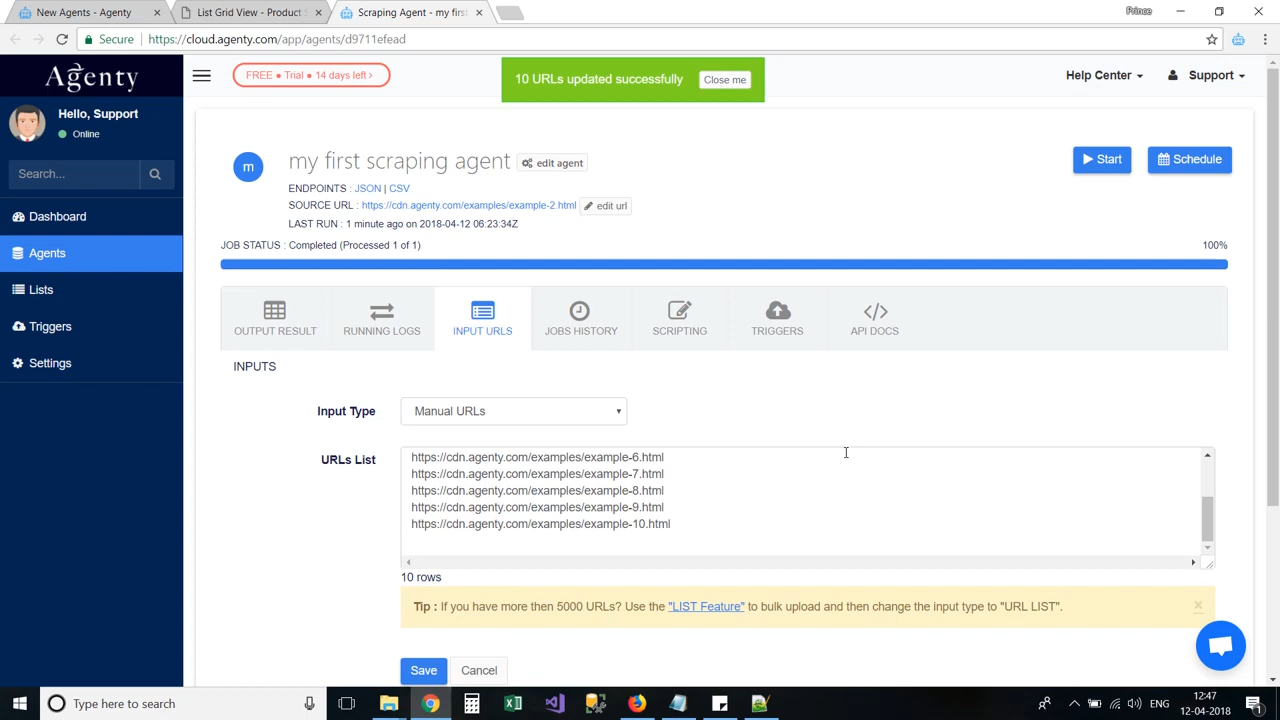 New Agents - Agenty
List Grid View - Product S
Scraping Agent - my firs
Prince
Secure
https://cloud.agenty.com/app/agents/d9711efead
Agenty
FREE ● Trial ● 14 days left ›
10 URLs updated successfully
Close me
Help Center
Support
Hello, Support
Online
Search...
Dashboard
Agents
Lists
Triggers
Settings
m
my first scraping agent
edit agent
Start
Schedule
ENDPOINTS : JSON | CSV
SOURCE URL : https://cdn.agenty.com/examples/example-2.html
edit url
LAST RUN : 1 minute ago on 2018-04-12 06:23:34Z
JOB STATUS : Completed (Processed 1 of 1)
100%
OUTPUT RESULT
RUNNING LOGS
INPUT URLS
JOBS HISTORY
SCRIPTING
TRIGGERS
API DOCS
INPUTS
Input Type
Manual URLs
URLs List
https://cdn.agenty.com/examples/example-6.html
https://cdn.agenty.com/examples/example-7.html
https://cdn.agenty.com/examples/example-8.html
https://cdn.agenty.com/examples/example-9.html
https://cdn.agenty.com/examples/example-10.html
10 rows
Tip : If you have more then 5000 URLs? Use the "LIST Feature" to bulk upload and then change the input type to "URL LIST".
Save
Cancel
Type here to search
12:47
12-04-2018
1